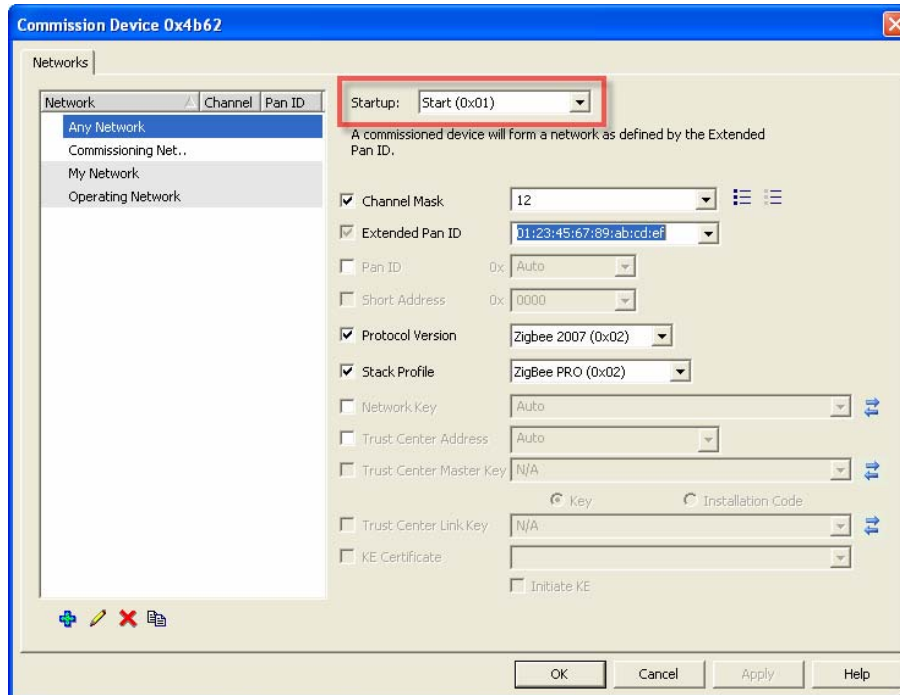 Commission Device 0x4b62
Networks
Network Channel Pan ID
Any Network
Commissioning Net..
My Network
Operating Network
Startup: Start (0x01)
A commissioned device will form a network as defined by the Extended
Pan ID.
Channel Mask 12
Extended Pan ID 01:23:45:67:89:ab:cd:ef
Pan ID 0x Auto
Short Address 0x 0000
Protocol Version Zigbee 2007 (0x02)
Stack Profile ZigBee PRO (0x02)
Network Key Auto
Trust Center Address Auto
Trust Center Master Key N/A
Key Installation Code
Trust Center Link Key N/A
KE Certificate
Initiate KE
OK Cancel Apply Help